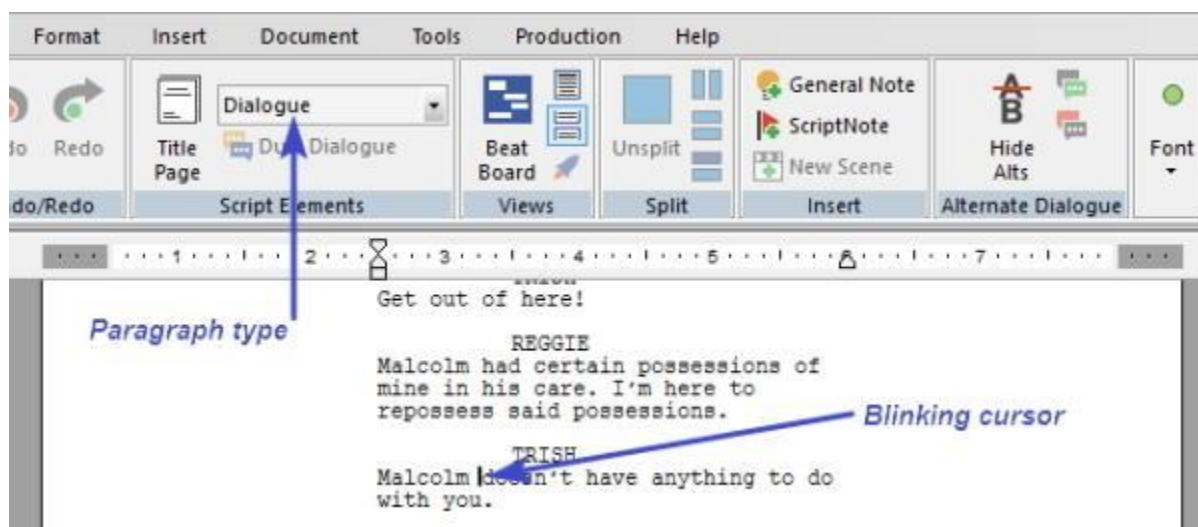 Format Insert Document Tools Production Help
Dialogue
General Note
ScriptNote
Redo
Title
Page
Dialogue
Beat
Board
Unsplit
New Scene
Hide
Alts
Font
do/Redo Script Elements Views Split Insert Alternate Dialogue
1 2 3 4 5 6 7
Get out of here!
Paragraph type
REGGIE
Malcolm had certain possessions of
mine in his care. I'm here to
repossess said possessions.
Blinking cursor
TRISH
Malcolm doesn't have anything to do
with you.